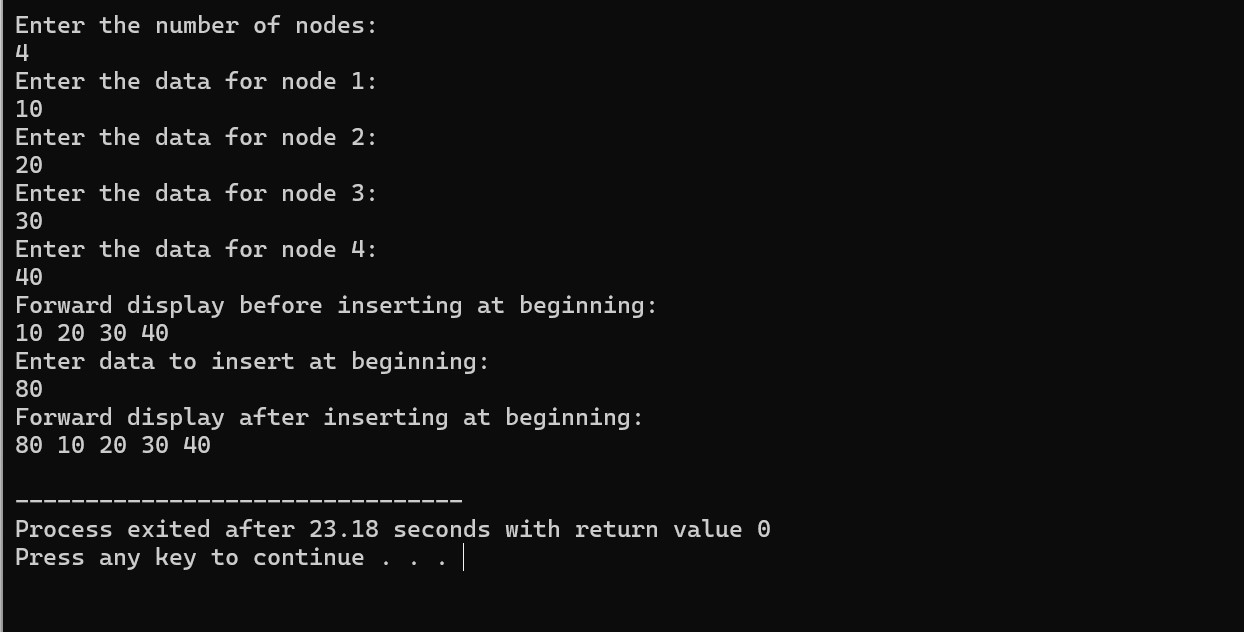 Enter the number of nodes:
4
Enter the data for node 1:
10
Enter the data for node 2:
20
Enter the data for node 3:
30
Enter the data for node 4:
40
Forward display before inserting at beginning:
10 20 30 40
Enter data to insert at beginning:
80
Forward display after inserting at beginning:
80 10 20 30 40
--------------------------------
Process exited after 23.18 seconds with return value 0
Press any key to continue . . .